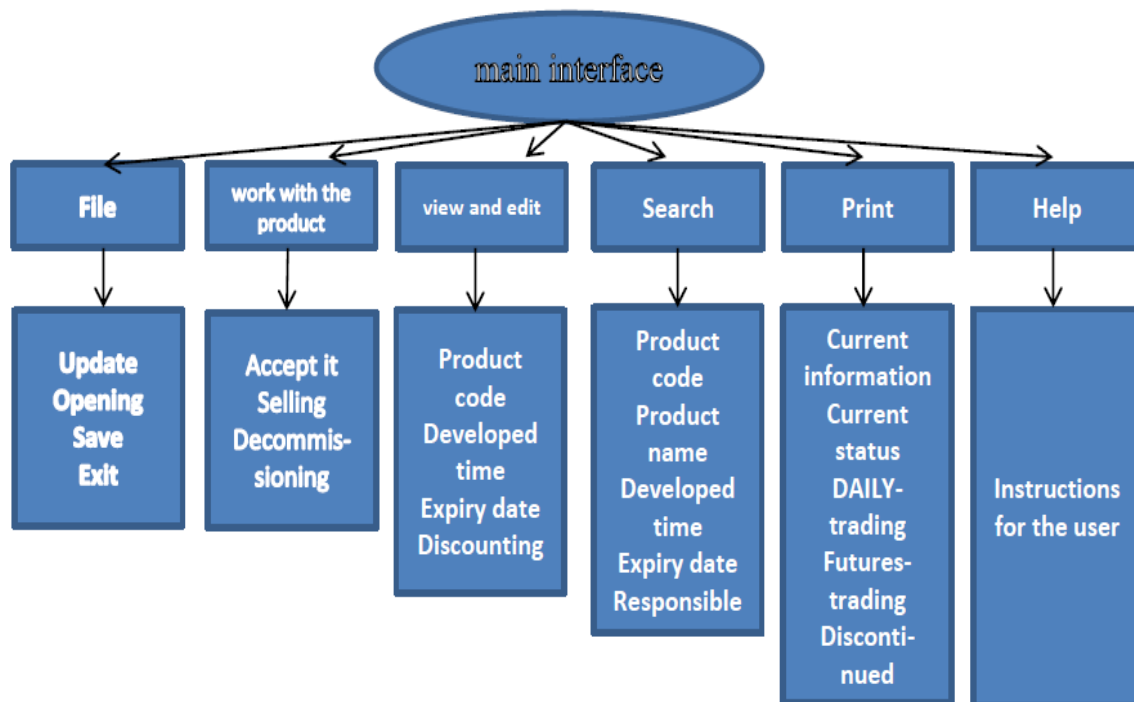 main interface
File
work with the
product
view and edit
Search
Print
Help
Update
Opening
Save
Exit
Accept it
Selling
Decommis-
sioning
Product
code
Developed
time
Expiry date
Discounting
Product
code
Product
name
Developed
time
Expiry date
Responsible
Current
information
Current
status
DAILY-
trading
Futures-
trading
Disconti-
nued
Instructions
for the user